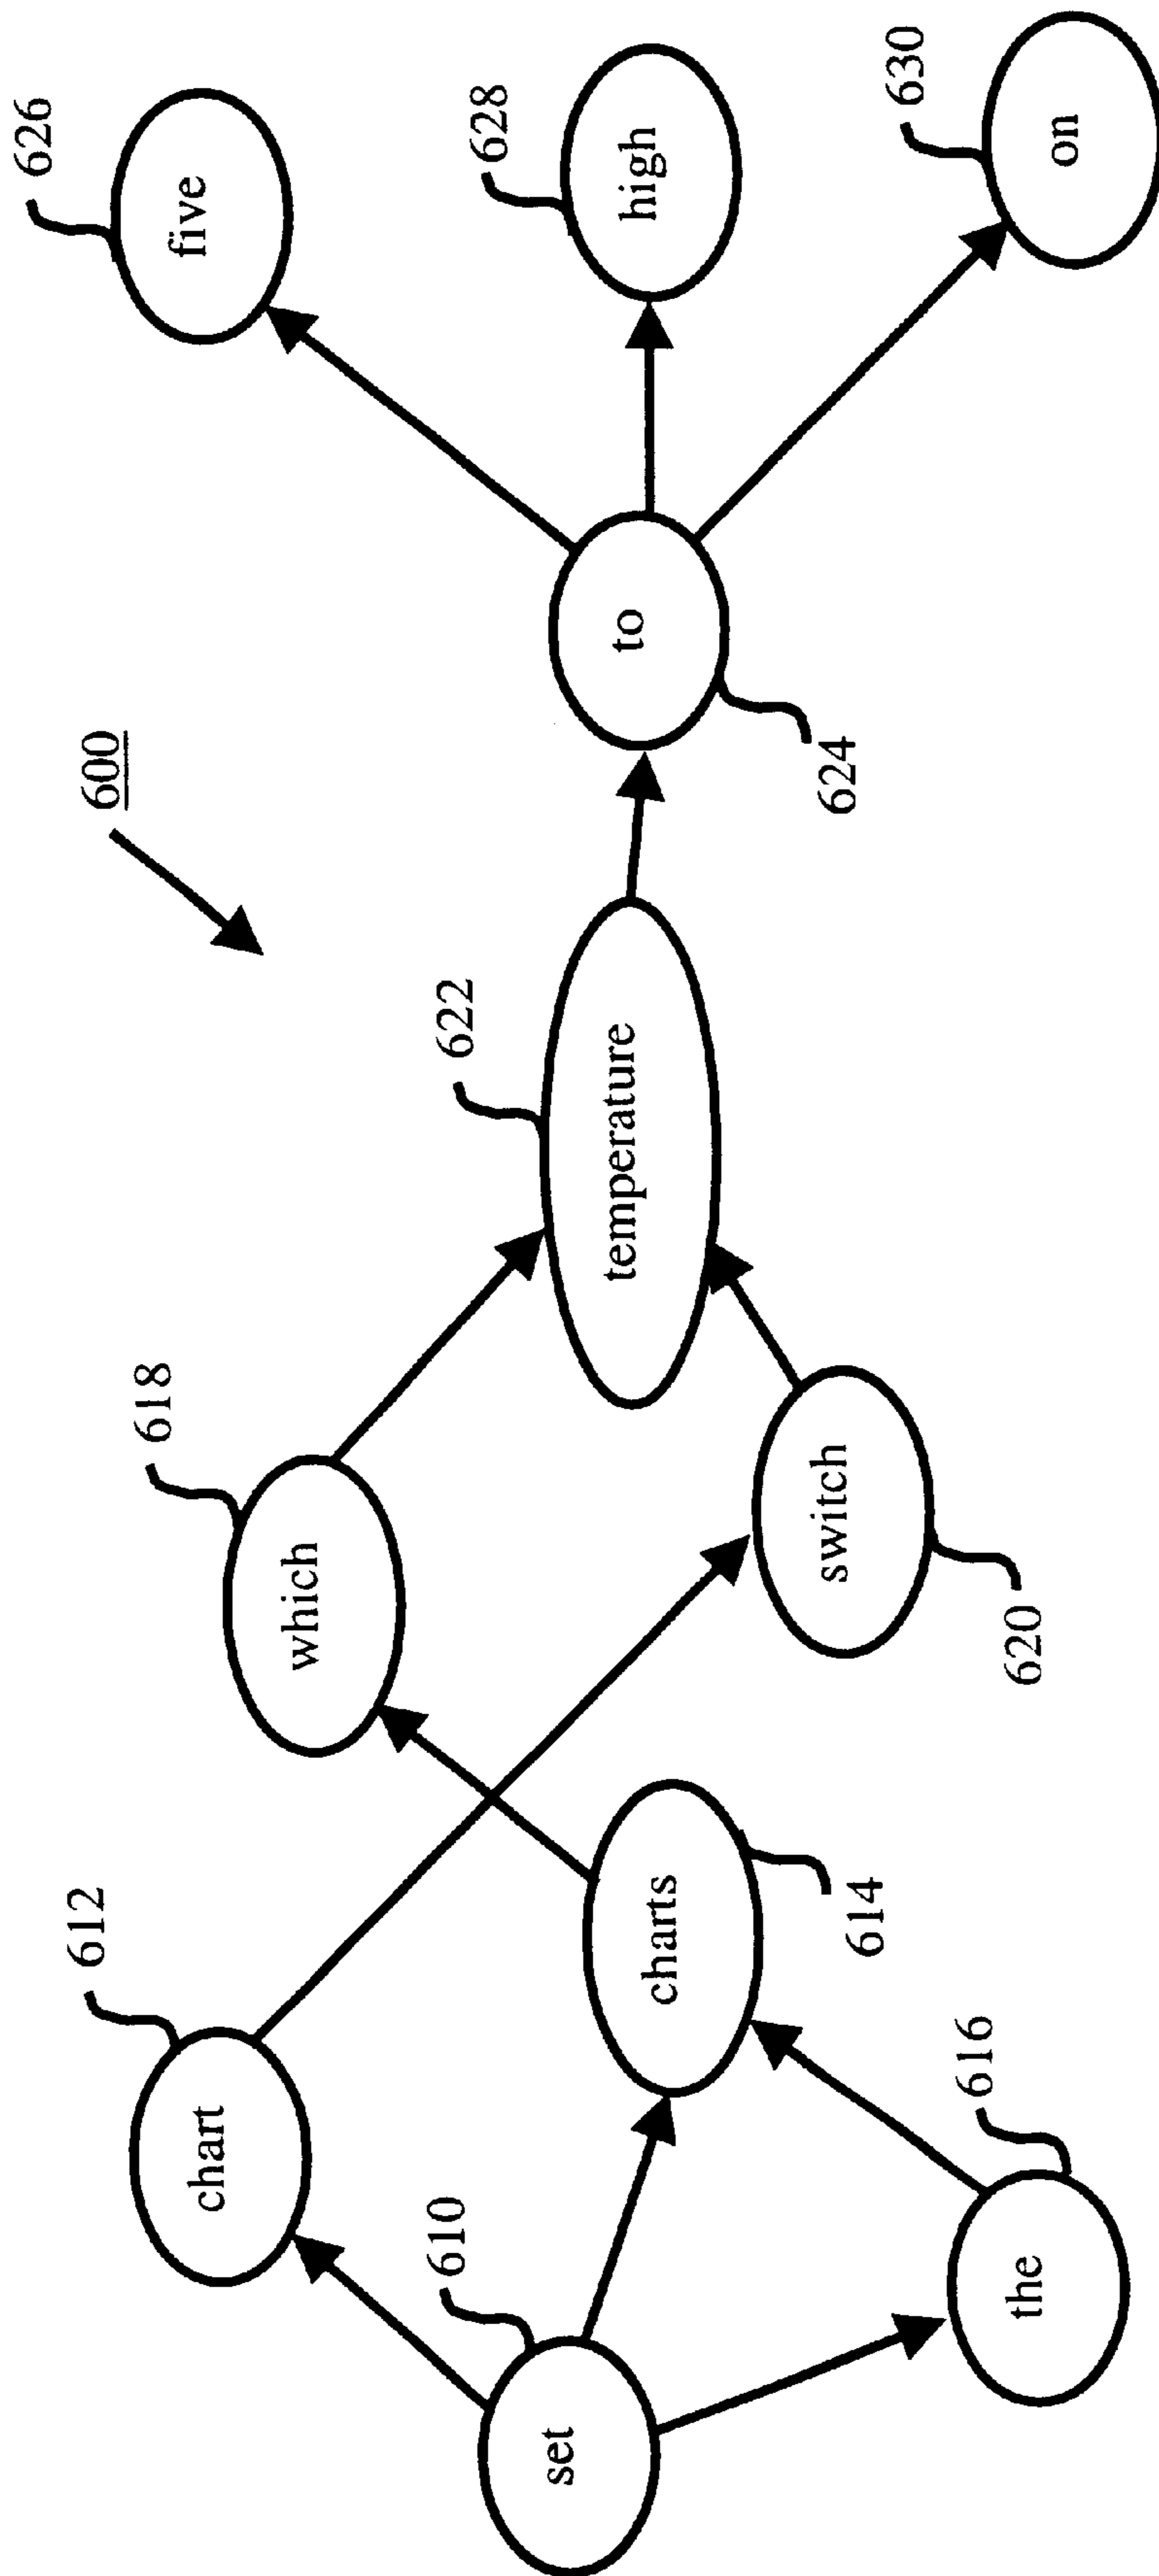 600
set
610
chart
612
charts
614
the
616
which
618
switch
620
temperature
622
to
624
five
626
high
628
on
630